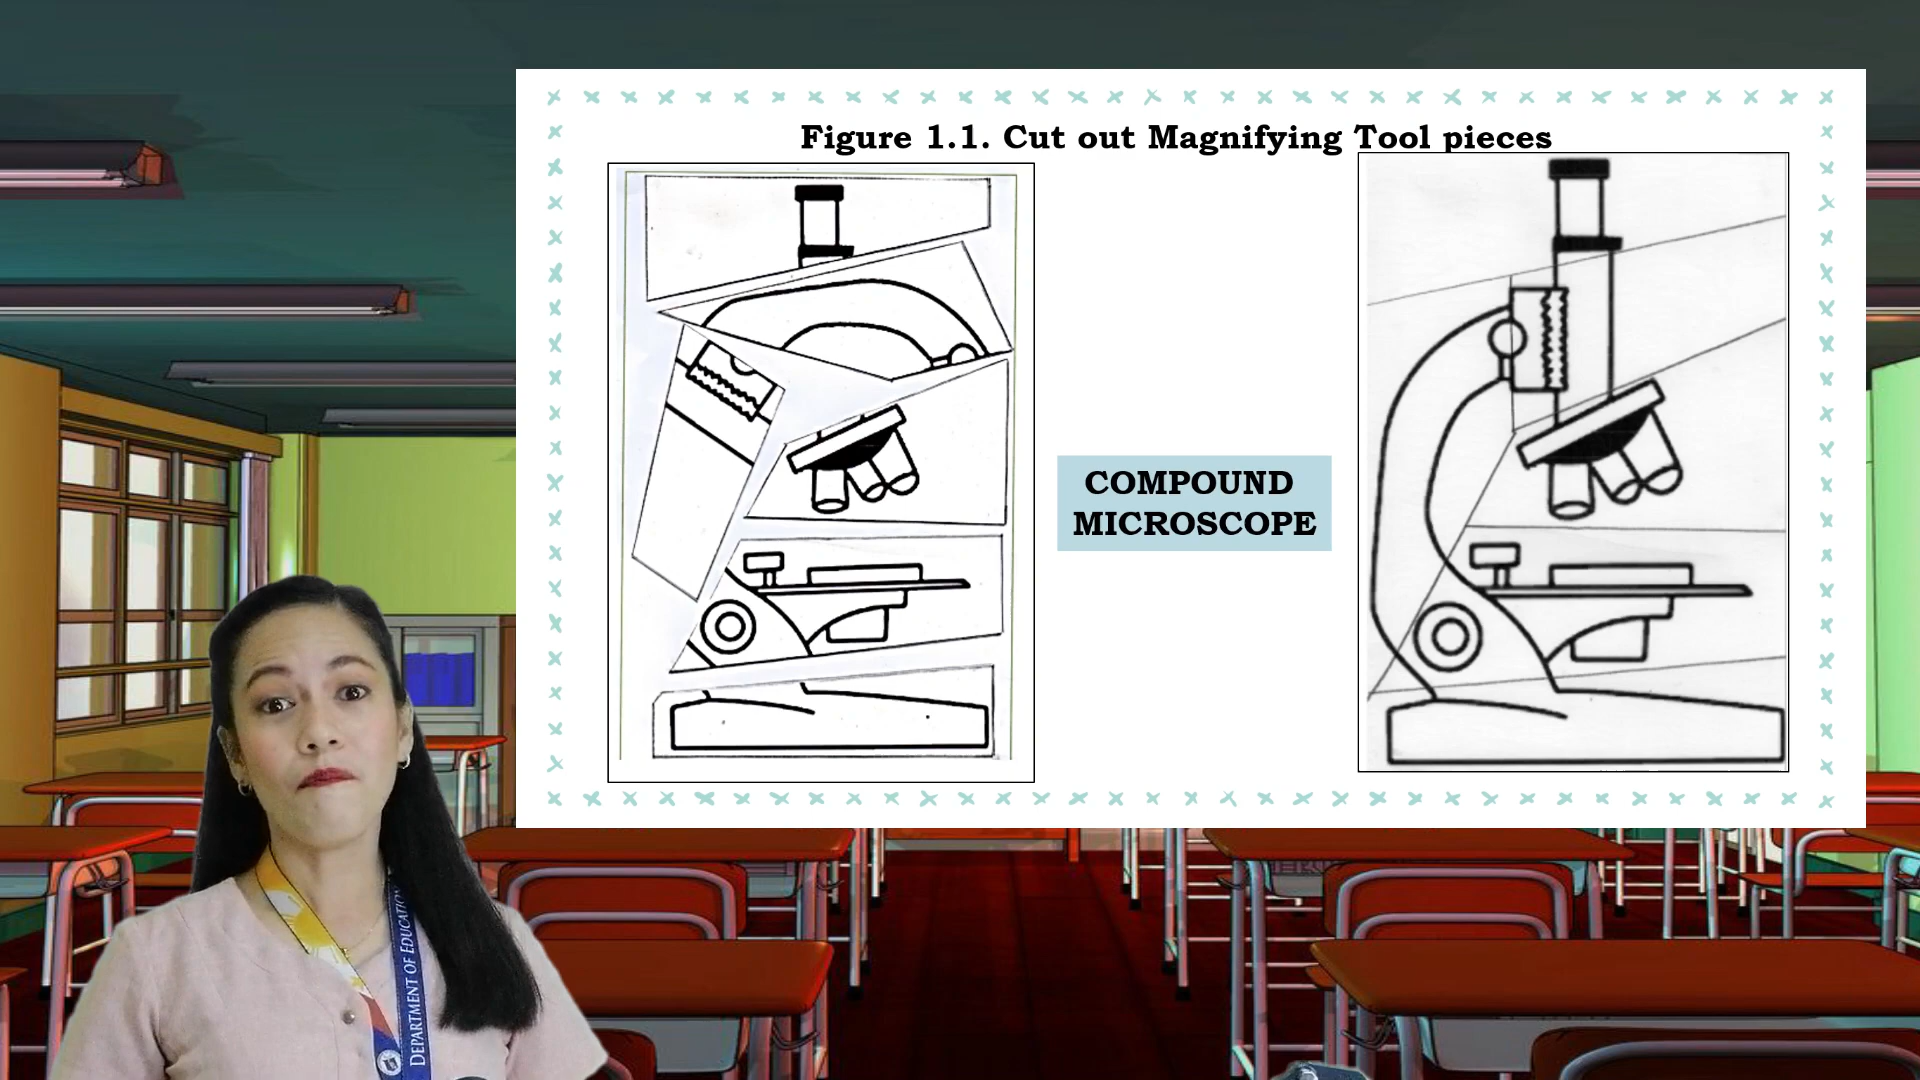 Figure 1.1. Cut out Magnifying Tool pieces
COMPOUND
MICROSCOPE
DEPARTMENT OF EDUCATION